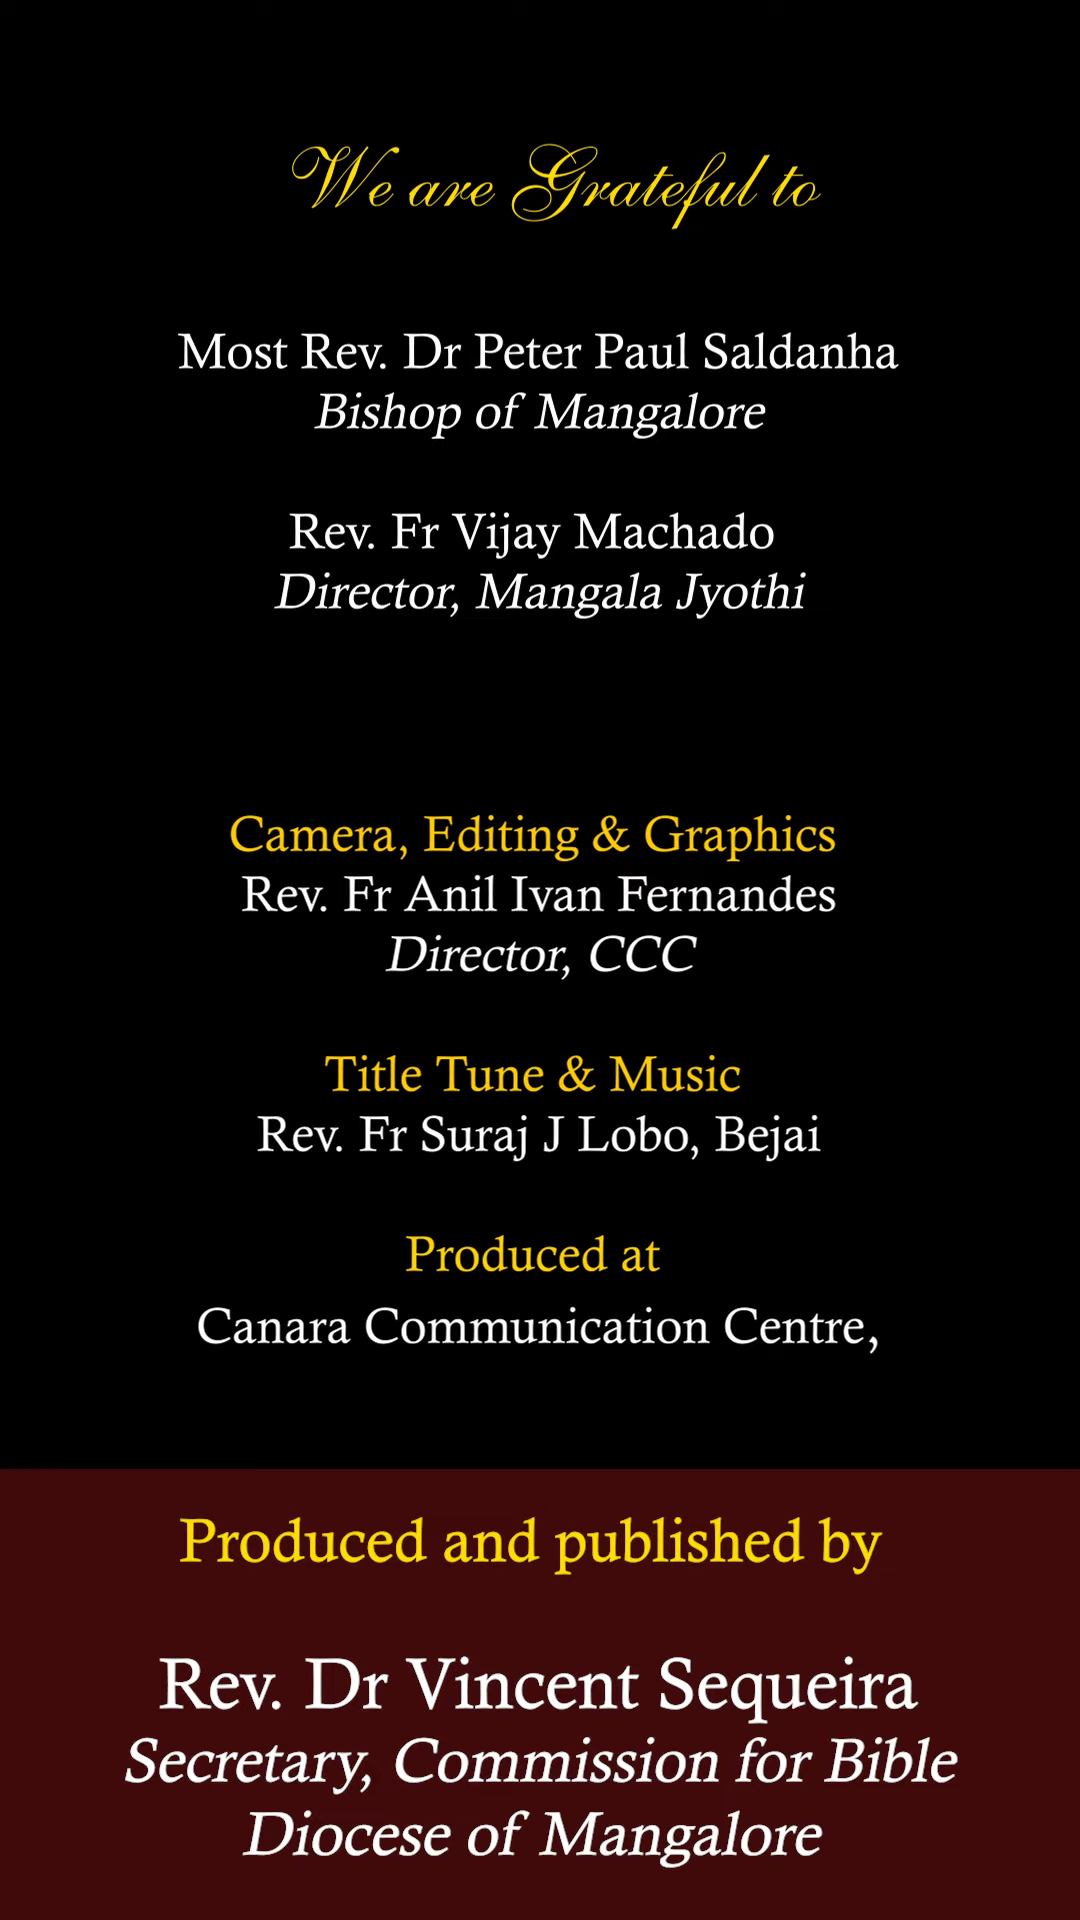 We are Grateful to
Most Rev. Dr Peter Paul Saldanha
Bishop of Mangalore
Rev. Fr Vijay Machado
Director, Mangala Jyothi
Camera, Editing & Graphics
Rev. Fr Anil Ivan Fernandes
Director, CCC
Title Tune & Music
Rev. Fr Suraj J Lobo, Bejai
Produced at
Canara Communication Centre,
Produced and published by
Rev. Dr Vincent Sequeira
Secretary, Commission for Bible
Diocese of Mangalore